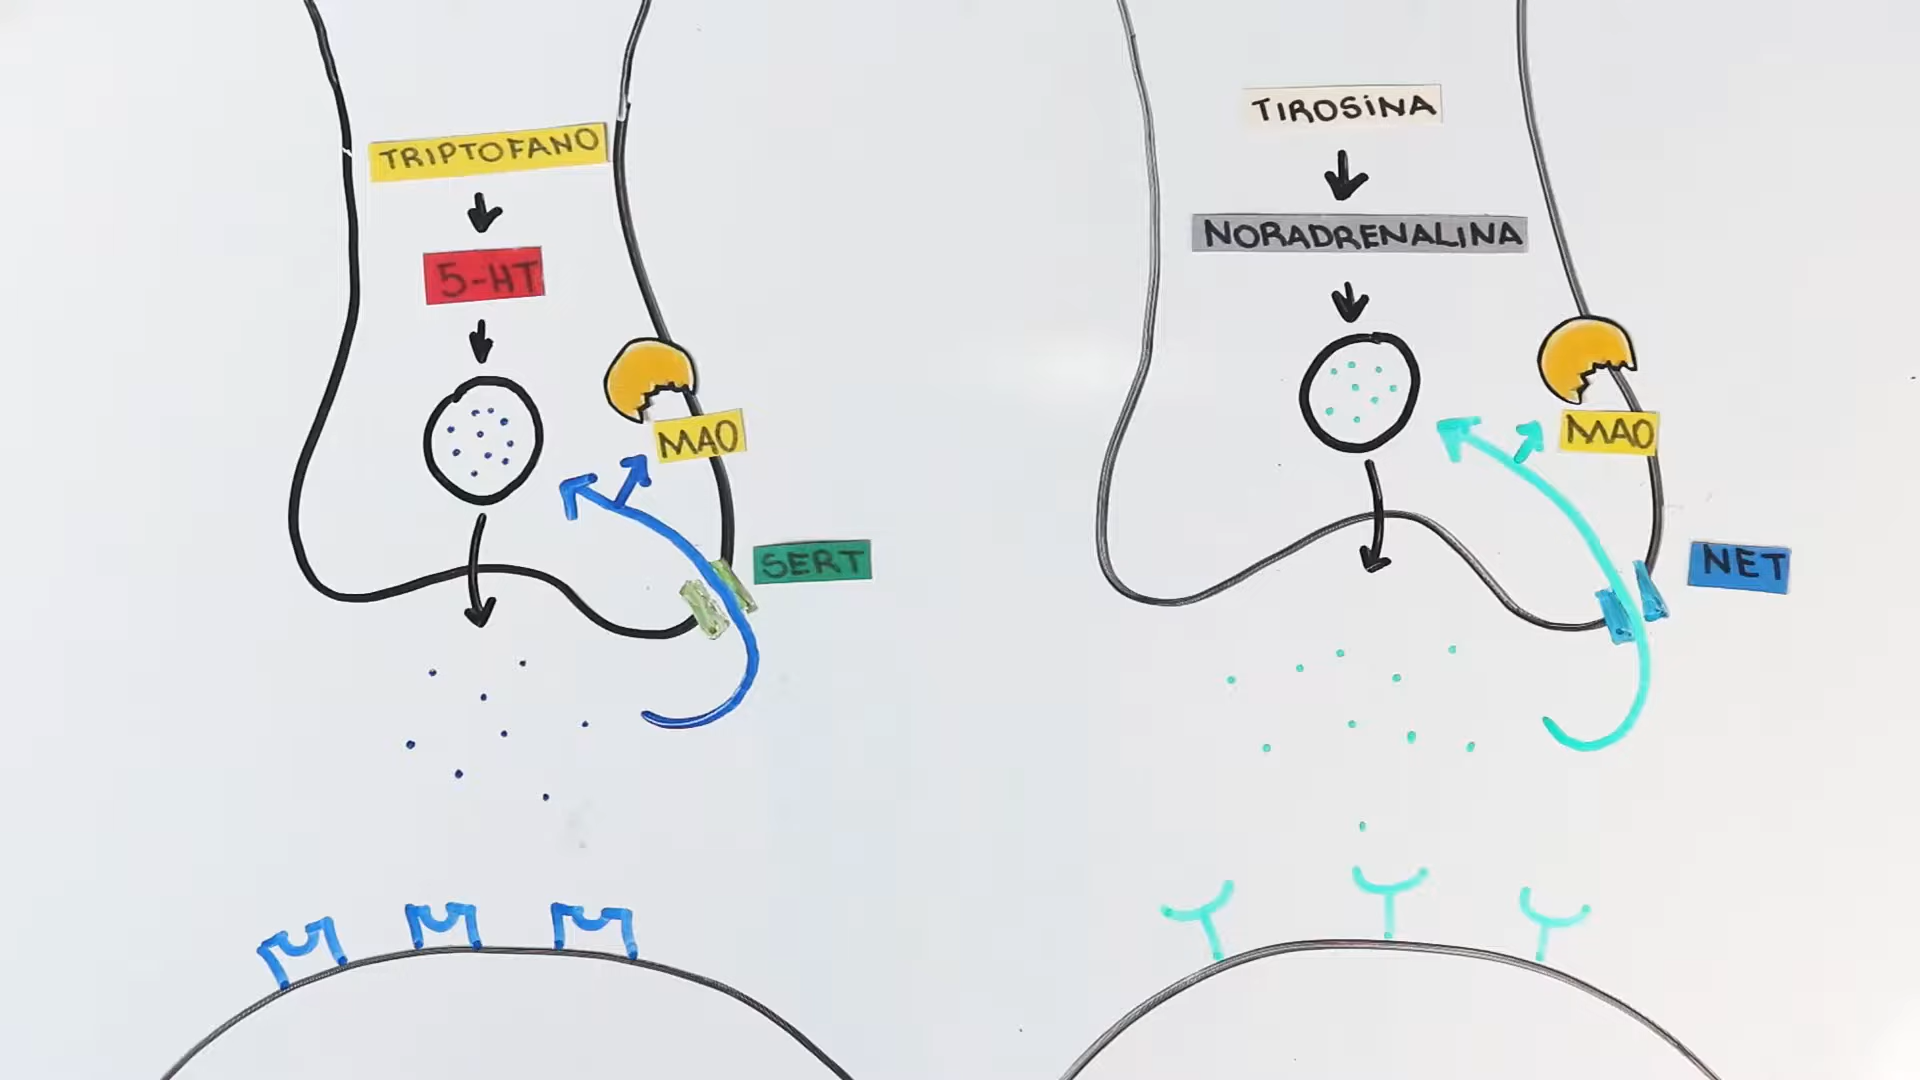 TRIPTOFANO
5-HT
MAO
SERT
TIROSINA
NORADRENALINA
MAO
NET